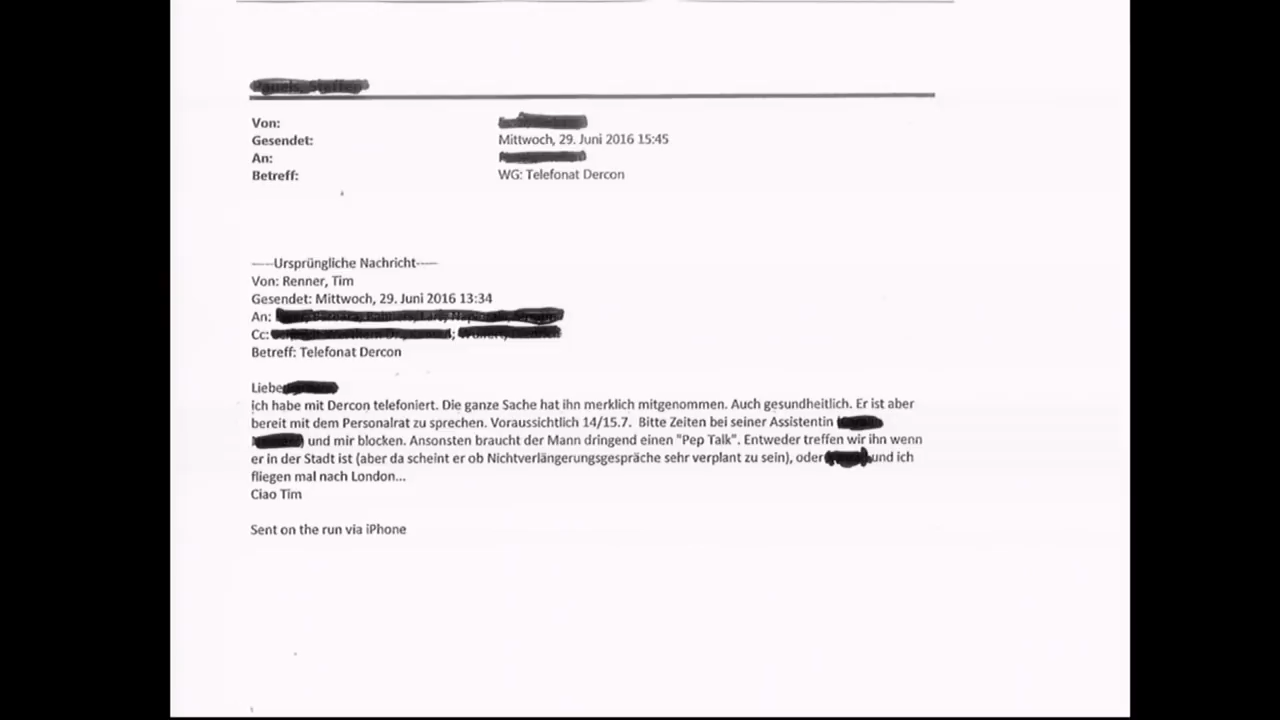 Von:
Gesendet: Mittwoch, 29. Juni 2016 15:45
An:
Betreff: WG: Telefonat Dercon
-----Ursprüngliche Nachricht-----
Von: Renner, Tim
Gesendet: Mittwoch, 29. Juni 2016 13:34
An:
Cc: ;
Betreff: Telefonat Dercon
Liebe
ich habe mit Dercon telefoniert. Die ganze Sache hat ihn merklich mitgenommen. Auch gesundheitlich. Er ist aber
bereit mit dem Personalrat zu sprechen. Voraussichtlich 14/15.7. Bitte Zeiten bei seiner Assistentin
und mir blocken. Ansonsten braucht der Mann dringend einen "Pep Talk". Entweder treffen wir ihn wenn
er in der Stadt ist (aber da scheint er ob Nichtverlängerungsgespräche sehr verplant zu sein), oder und ich
fliegen mal nach London...
Ciao Tim
Sent on the run via iPhone